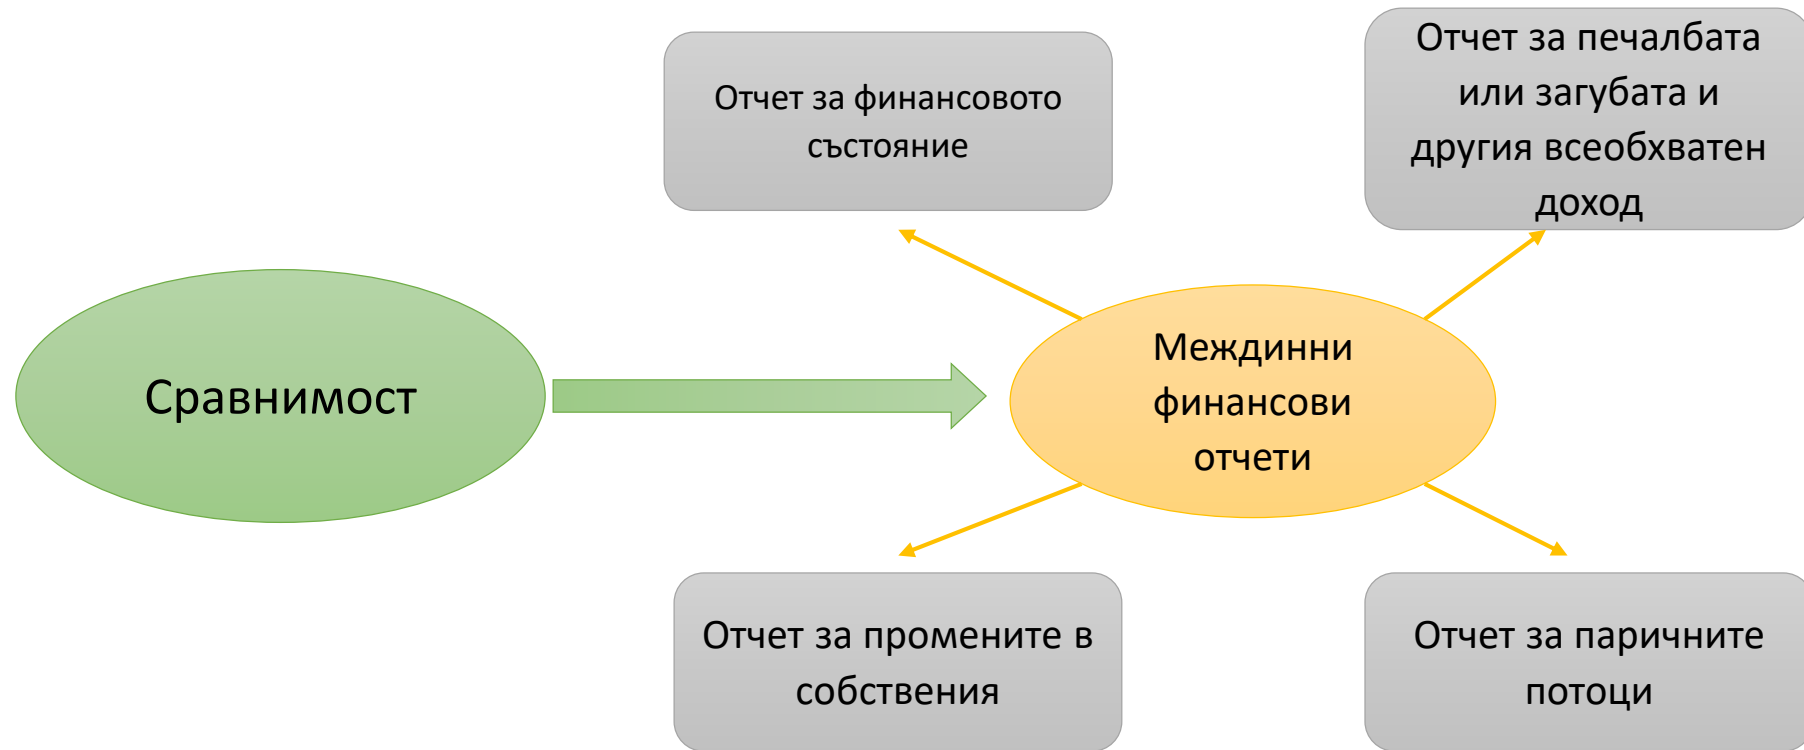 Отчет за финансовото
състояние
Отчет за печалбата
или загубата и
другия всеобхватен
доход
Сравнимост
Междинни
финансови
отчети
Отчет за промените в
собствения
Отчет за паричните
потоци